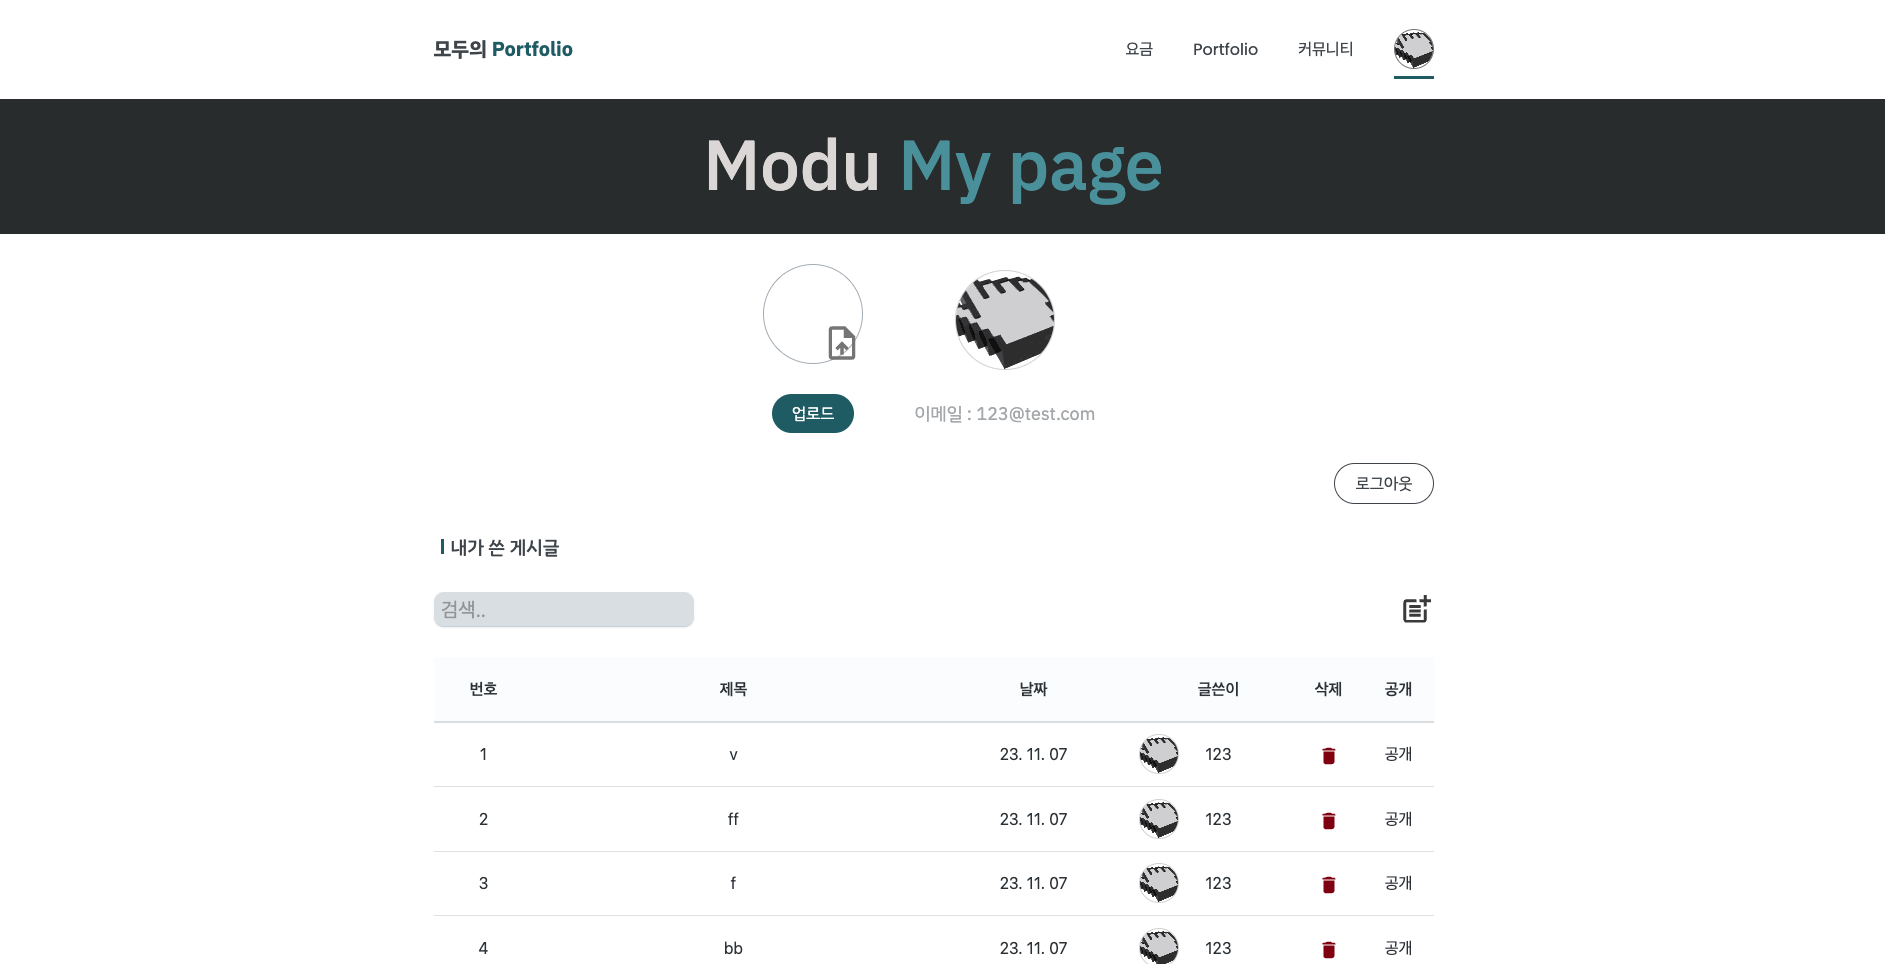 모두의 Portfolio
요금 Portfolio 커뮤니티
Modu My page
업로드 이메일 : 123@test.com
로그아웃
내가 쓴 게시글
검색..
번호 제목 날짜 글쓴이 삭제 공개
1 v 23. 11. 07 123 공개
2 ff 23. 11. 07 123 공개
3 f 23. 11. 07 123 공개
4 bb 23. 11. 07 123 공개